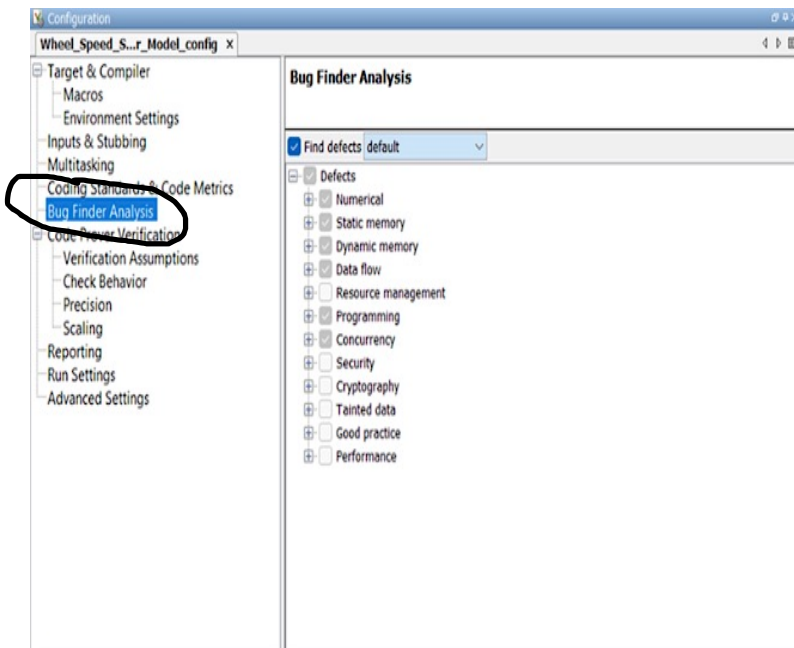 Configuration
Wheel_Speed_S...r_Model_config x
Target & Compiler
Macros
Environment Settings
Inputs & Stubbing
Multitasking
Coding Standards & Code Metrics
Bug Finder Analysis
Code Prover Verification
Verification Assumptions
Check Behavior
Precision
Scaling
Reporting
Run Settings
Advanced Settings
Bug Finder Analysis
Find defects default
Defects
Numerical
Static memory
Dynamic memory
Data flow
Resource management
Programming
Concurrency
Security
Cryptography
Tainted data
Good practice
Performance